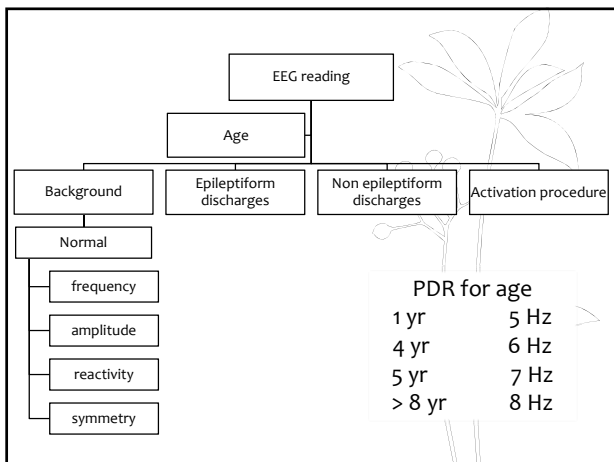 EEG reading
Age
Background
Epileptiform
discharges
Non epileptiform
discharges
Activation procedure
Normal
frequency
amplitude
reactivity
symmetry
PDR for age
1 yr 5 Hz
4 yr 6 Hz
5 yr 7 Hz
> 8 yr 8 Hz